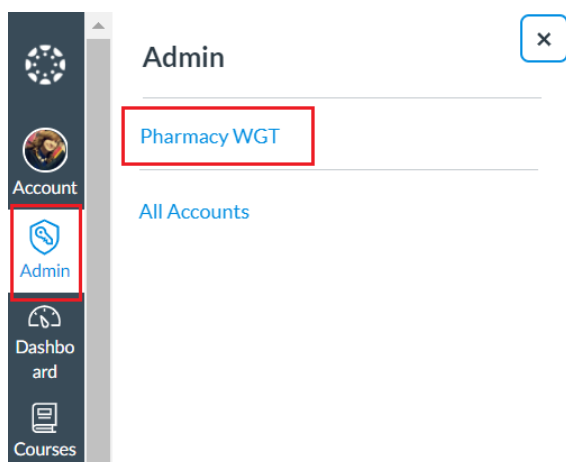 Admin
×
Pharmacy WGT
All Accounts
Account
Admin
Dashbo
ard
Courses